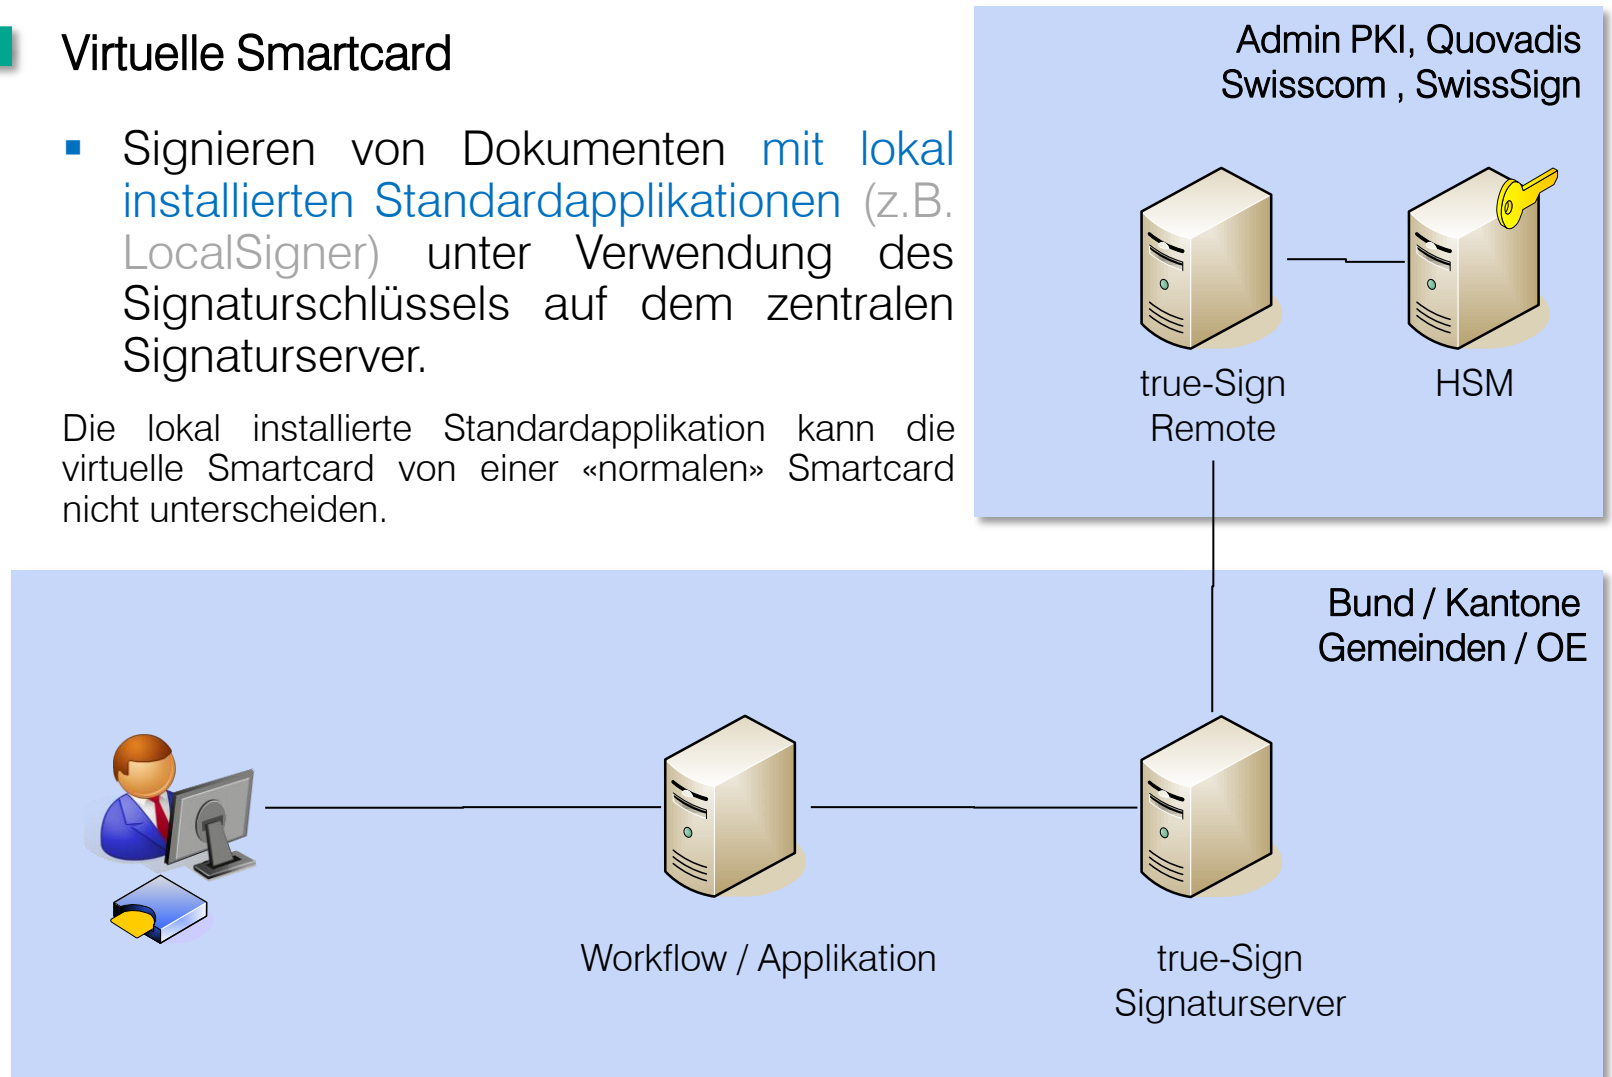 Virtuelle Smartcard
▪ Signieren von Dokumenten mit lokal
installierten Standardapplikationen (z.B.
LocalSigner) unter Verwendung des
Signaturschlüssels auf dem zentralen
Signaturserver.
Die lokal installierte Standardapplikation kann die
virtuelle Smartcard von einer «normalen» Smartcard
nicht unterscheiden.
Admin PKI, Quovadis
Swisscom , SwissSign
true-Sign
Remote
HSM
Bund / Kantone
Gemeinden / OE
Workflow / Applikation
true-Sign
Signaturserver